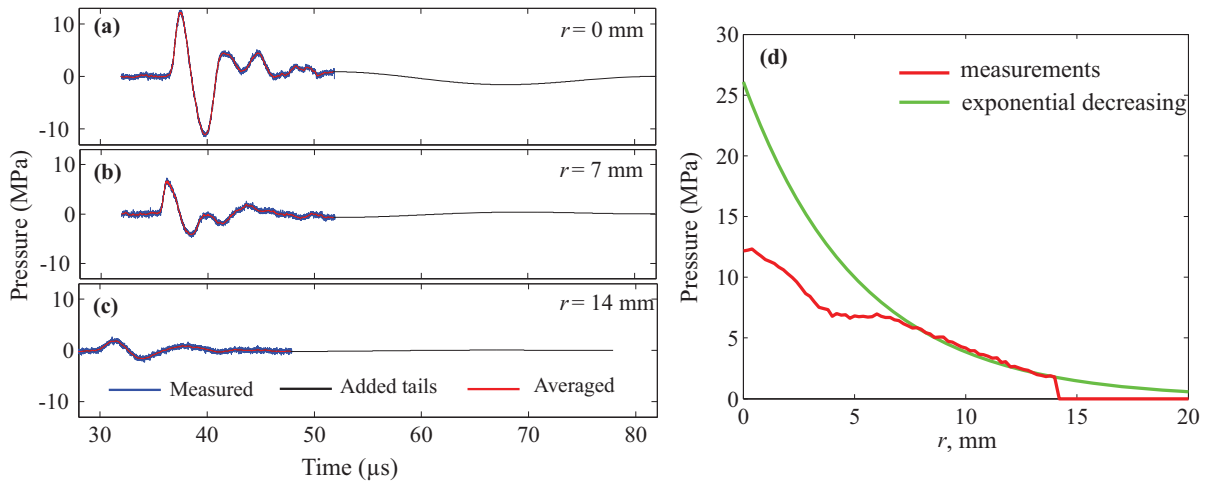 (a)
r = 0 mm
10
0
-10
(b)
r = 7 mm
10
0
-10
(c)
r = 14 mm
10
0
-10
Measured
Added tails
Averaged
30
40
50
60
70
80
Time (µs)
Pressure (MPa)
(d)
measurements
exponential decreasing
30
25
20
15
10
5
0
0
5
10
15
20
r, mm
Pressure (MPa)